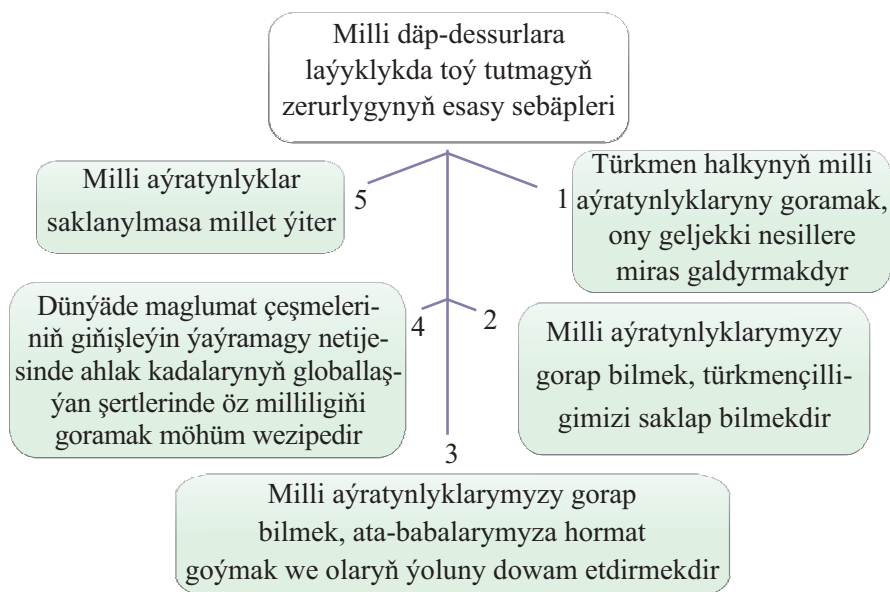 Milli däp-dessurlara
laýyklykda toý tutmagyň
zerurlygynyň esasy sebäpleri
1
Türkmen halkynyň milli
aýratynlyklaryny goramak,
ony geljekki nesillere
miras galdyrmakdyr
2
Milli aýratynlyklarymyzy
gorap bilmek, türkmençilli-
gimizi saklap bilmekdir
3
Milli aýratynlyklarymyzy gorap
bilmek, ata-babalarymyza hormat
goýmak we olaryň ýoluny dowam etdirmekdir
4
Dünýäde maglumat çeşmeleri-
niň giňişleýin ýaýramagy netije-
sinde ahlak kadalarynyň globallaş-
ýan şertlerinde öz milliligiňi
goramak möhüm wezipedir
5
Milli aýratynlyklar
saklanylmasa millet ýiter